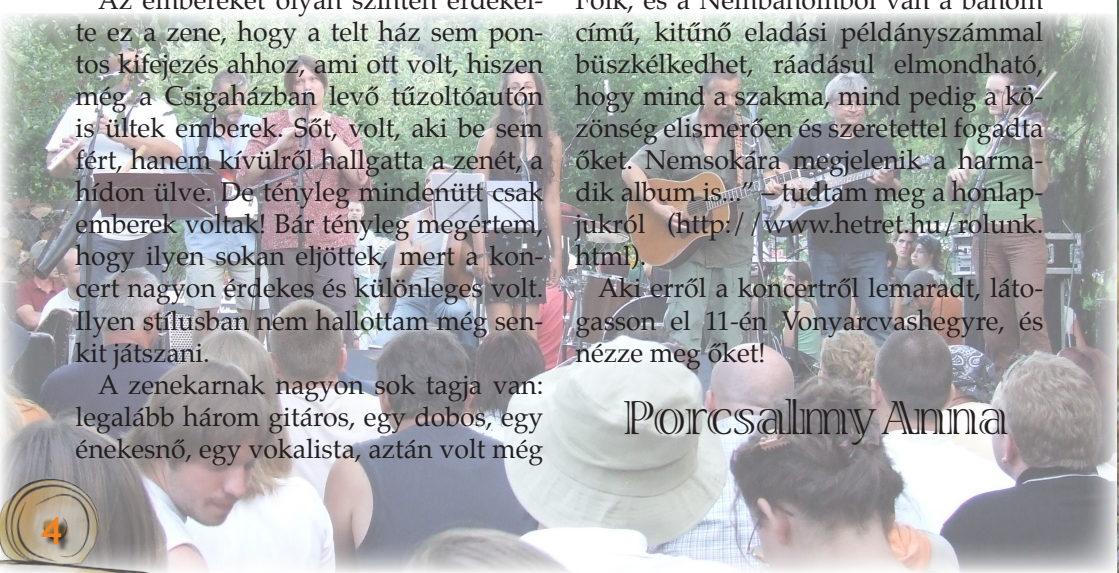 Az embereket olyan szinten érdekel-
te ez a zene, hogy a telt ház sem pon-
tos kifejezés ahhoz, ami ott volt, hiszen
még a Csigaházban levő tűzoltóautón
is ültek emberek. Sőt, volt, aki be sem
fért, hanem kívülről hallgatta a zenét, a
hídon ülve. De tényleg mindenütt csak
emberek voltak! Bár tényleg megértem,
hogy ilyen sokan eljöttek, mert a kon-
cert nagyon érdekes és különleges volt.
Ilyen stílusban nem hallottam még sen-
kit játszani.
A zenekarnak nagyon sok tagja van:
legalább három gitáros, egy dobos, egy
énekesnő, egy vokalista, aztán volt még
Folk, és a Nembánomból van a bánom
című, kitűnő eladási példányszámmal
büszkélkedhet, ráadásul elmondható,
hogy mind a szakma, mind pedig a kö-
zönség elismerően és szeretettel fogadta
őket. Nemsokára megjelenik a harma-
dik album is…” – tudtam meg a honlap-
jukról (http://www.hetret.hu/rolunk.
html).
Aki erről a koncertről lemaradt, láto-
gasson el 11-én Vonyarcvashegyre, és
nézze meg őket!
Porcsalmy Anna
4